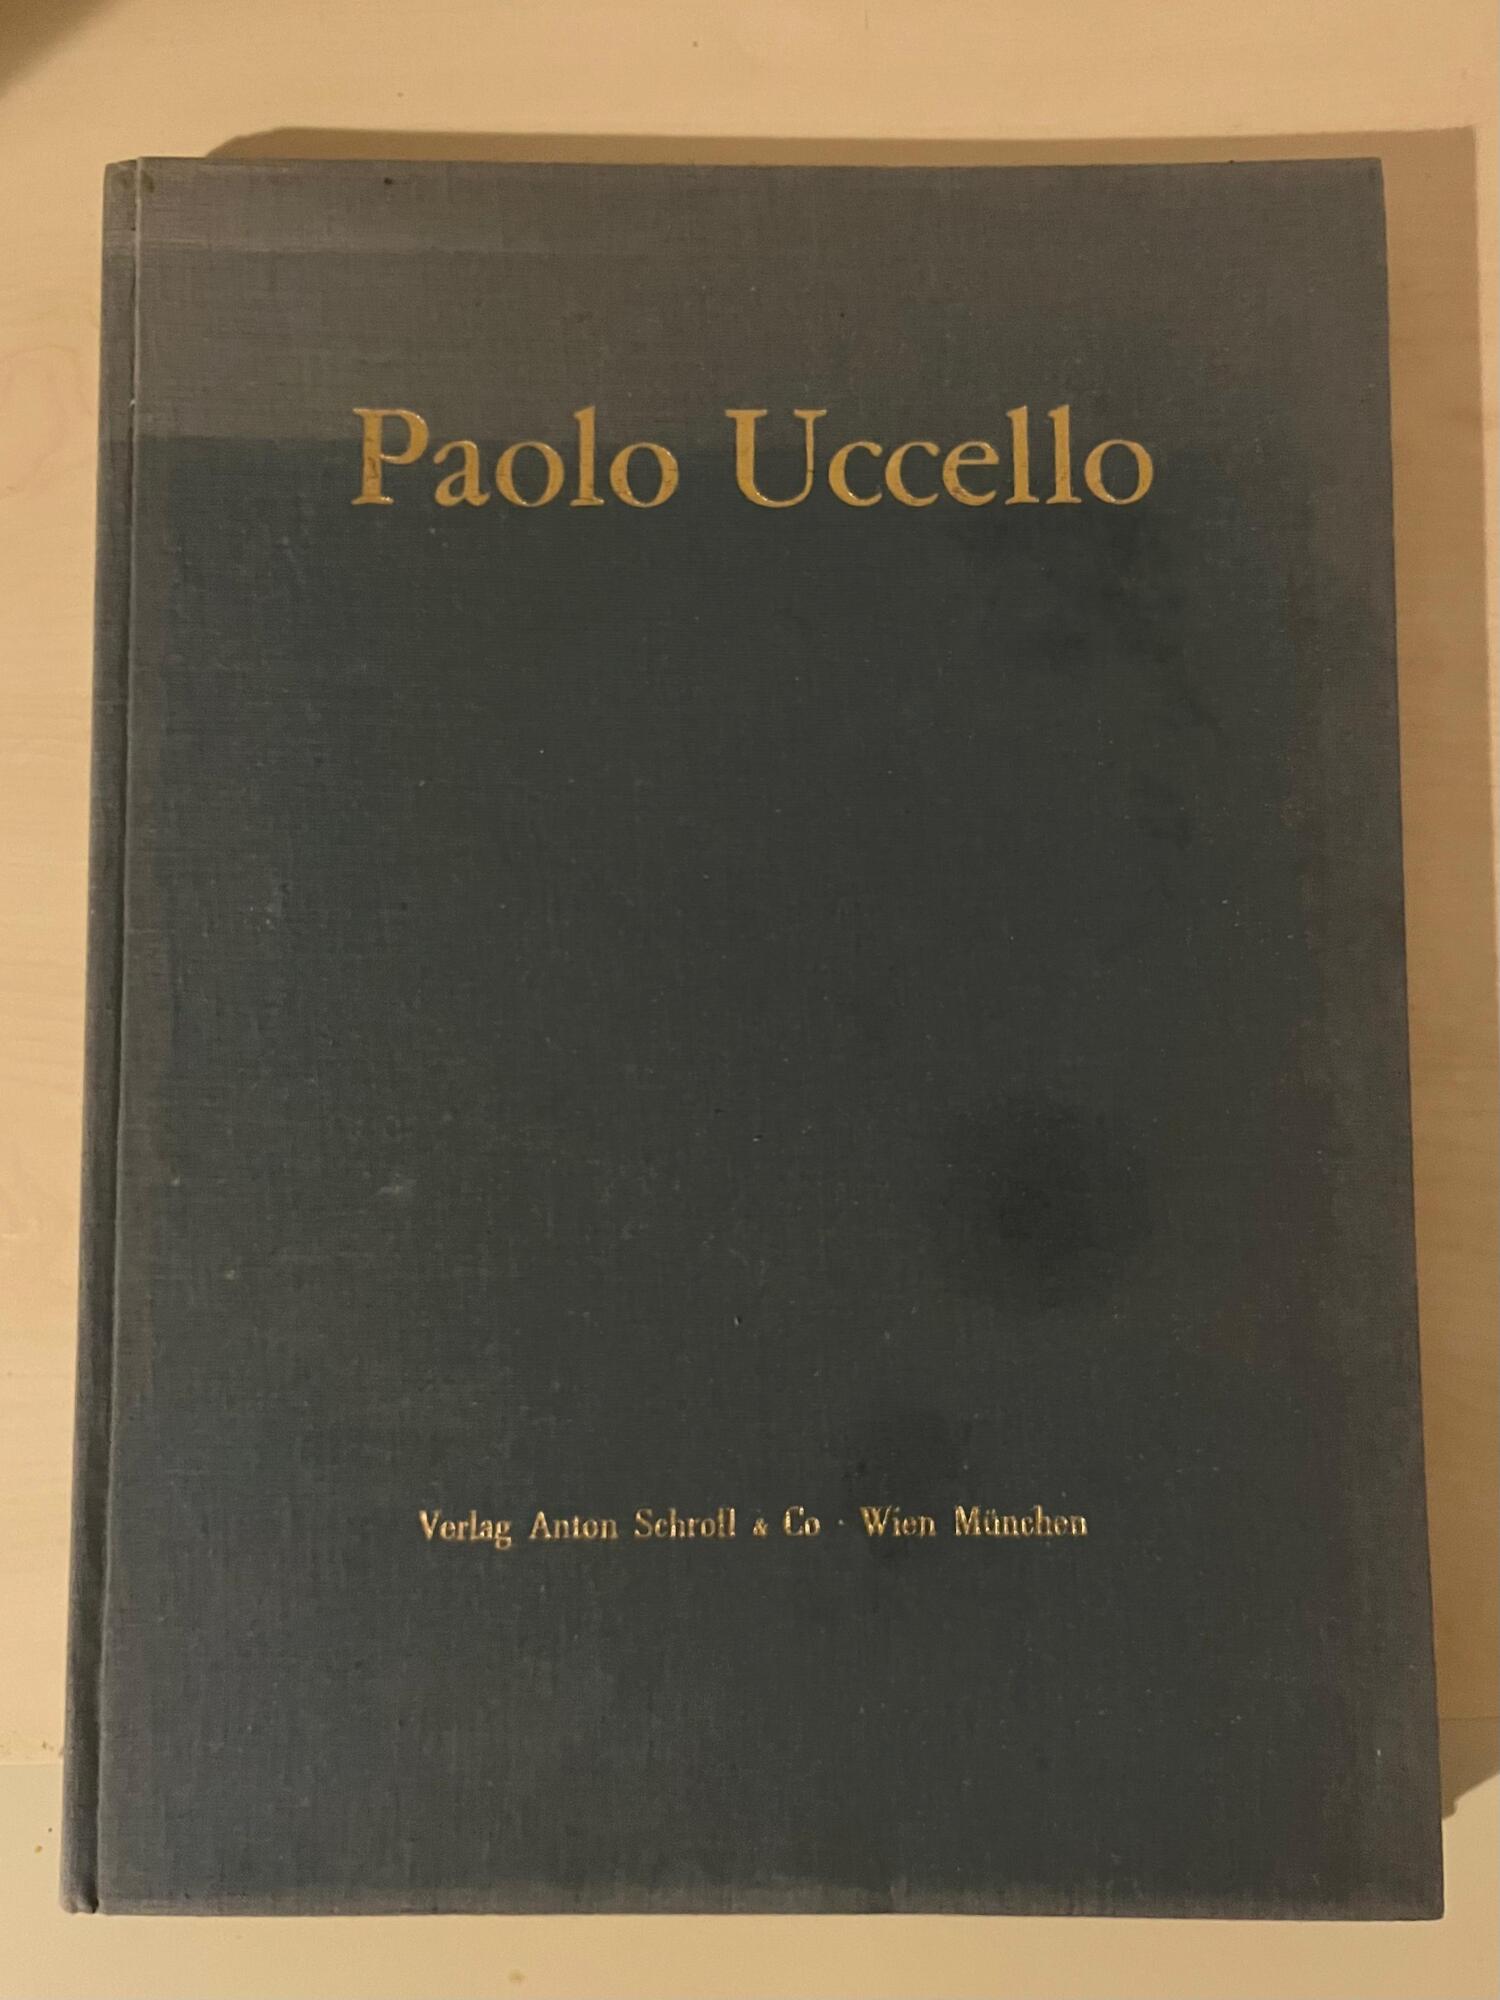 Paolo Uccello
Verlag Anton Schroll & Co · Wien München